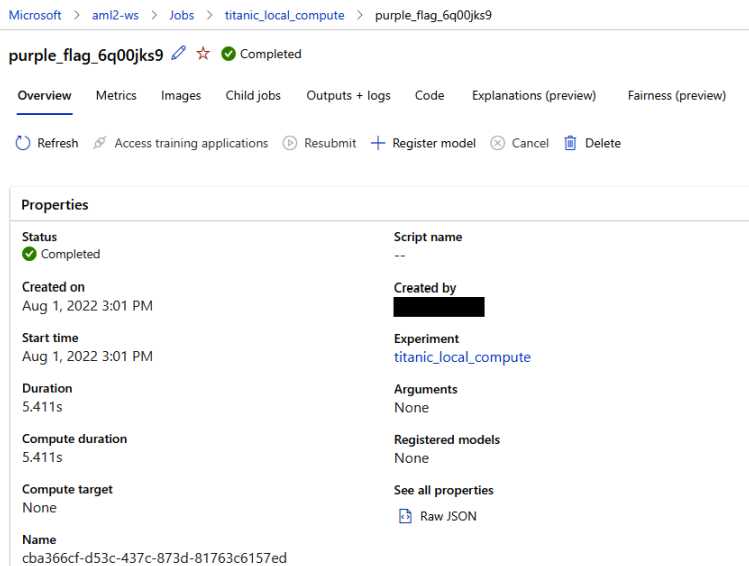 Microsoft > aml2-ws > Jobs > titanic_local_compute > purple_flag_6q00jks9
purple_flag_6q00jks9 Completed
Overview Metrics Images Child jobs Outputs + logs Code Explanations (preview) Fairness (preview)
Refresh Access training applications Resubmit Register model Cancel Delete
Properties
Status
Completed
Created on
Aug 1, 2022 3:01 PM
Start time
Aug 1, 2022 3:01 PM
Duration
5.411s
Compute duration
5.411s
Compute target
None
Name
cba366cf-d53c-437c-873d-81763c6157ed
Script name
--
Created by
Experiment
titanic_local_compute
Arguments
None
Registered models
None
See all properties
Raw JSON